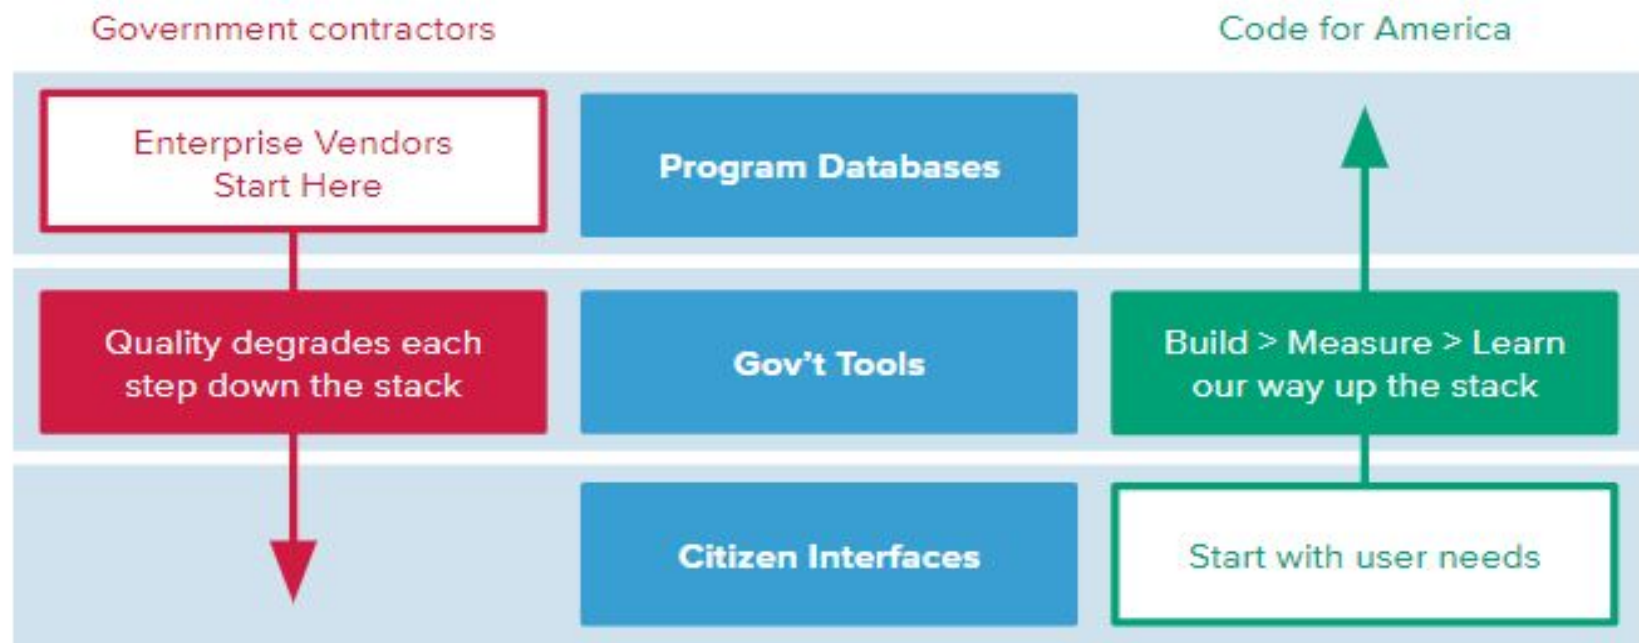 Government contractors
Code for America
Enterprise Vendors
Start Here
Program Databases
Quality degrades each
step down the stack
Gov't Tools
Build > Measure > Learn
our way up the stack
Citizen Interfaces
Start with user needs